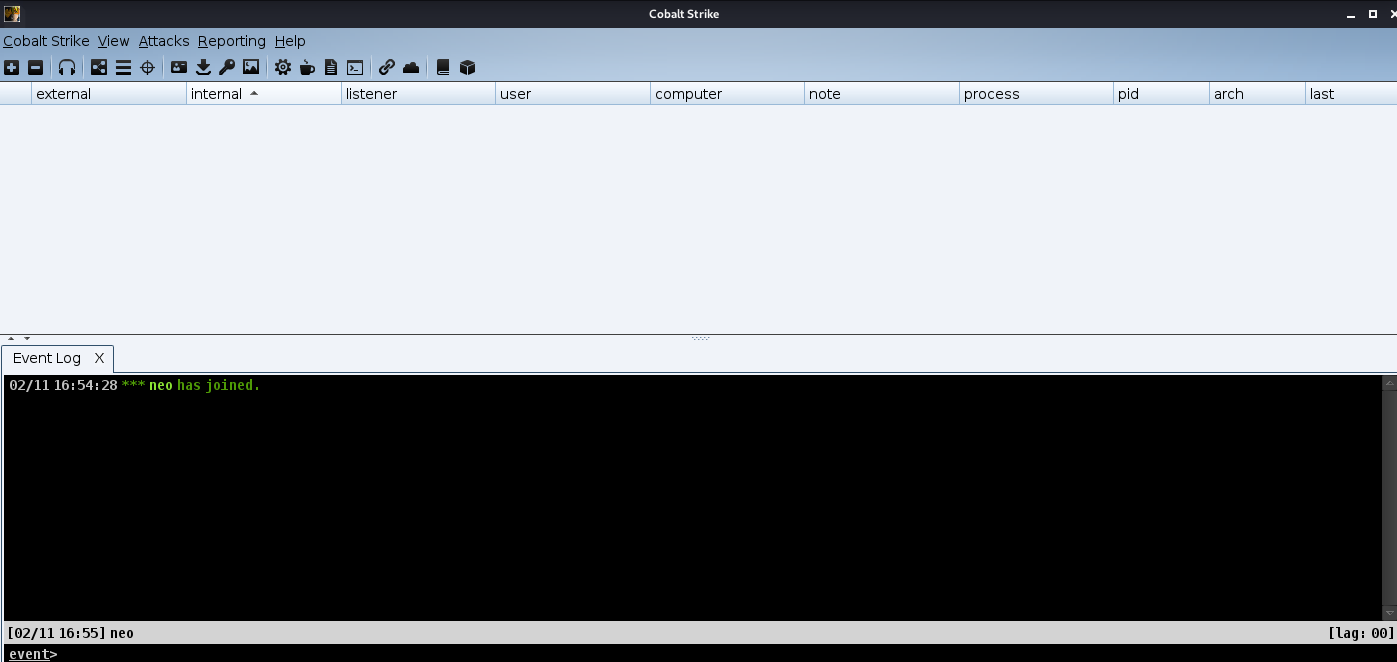 Cobalt Strike
Cobalt Strike View Attacks Reporting Help
external internal listener user computer note process pid arch last
Event Log X
02/11 16:54:28 *** neo has joined.
[02/11 16:55] neo [lag: 00]
event>